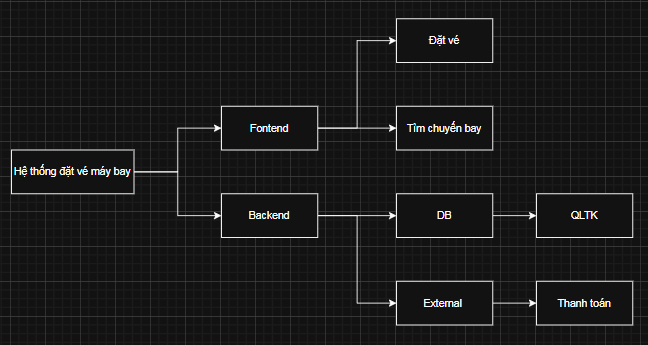 Đặt vé
Fontend
Tìm chuyến bay
Hệ thống đặt vé máy bay
Backend
DB
QLTK
External
Thanh toán